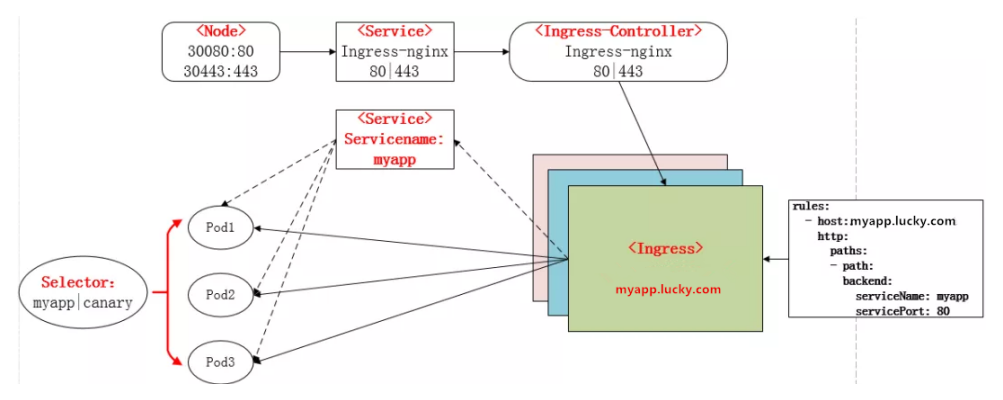 <Node>
30080:80
30443:443
<Service>
Ingress-nginx
80|443
<Ingress-Controller>
Ingress-nginx
80|443
<Service>
Servicename:
myapp
Pod1
Pod2
Pod3
Selector:
myapp|canary
<Ingress>
myapp.lucky.com
rules:
- host:myapp.lucky.com
http:
paths:
- path:
backend:
serviceName: myapp
servicePort: 80